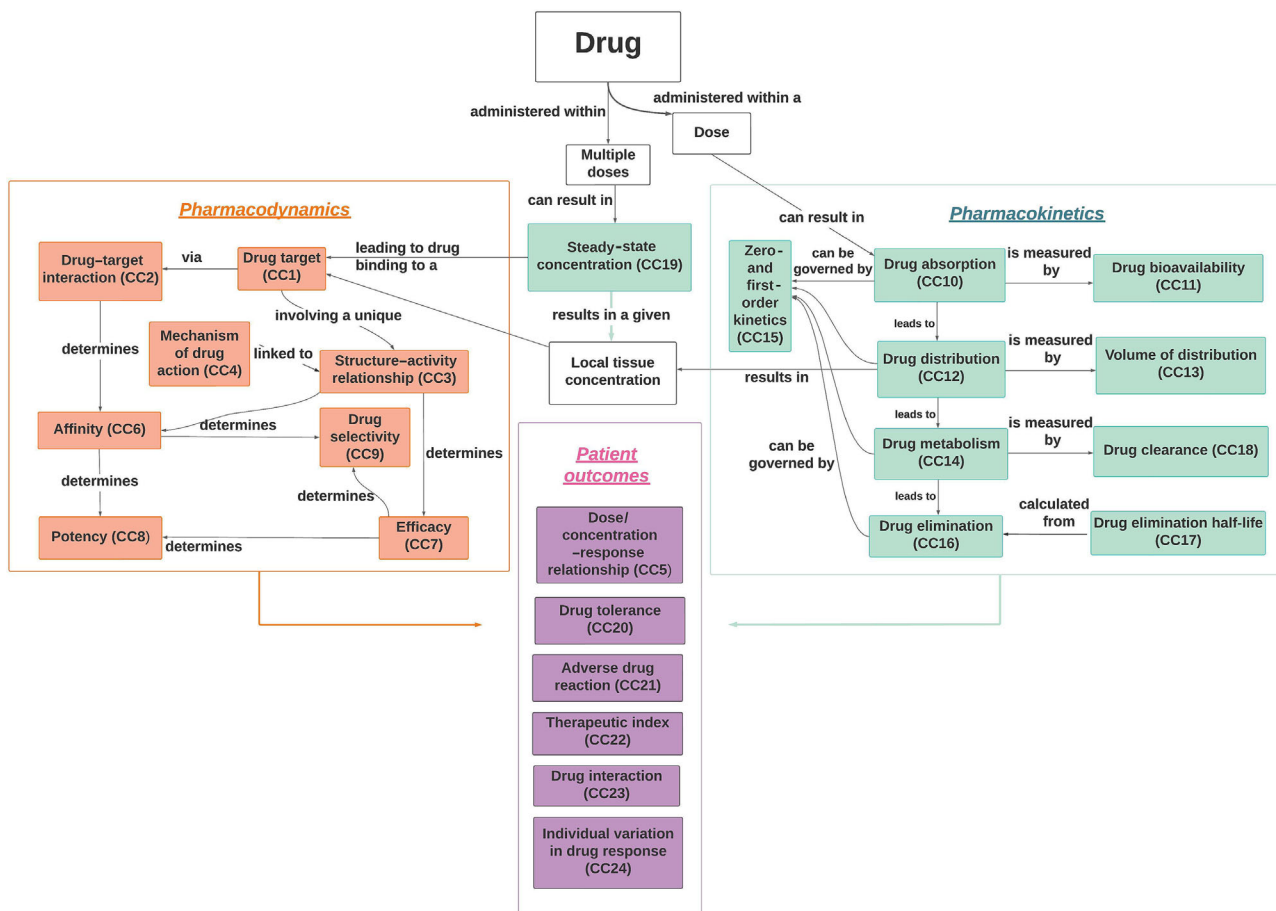 Drug
administered within
administered within a
Dose
Multiple
doses
can result in
can result in
Pharmacodynamics
Drug–target
interaction (CC2)
via
Drug target
(CC1)
leading to drug
binding to a
Steady-state
concentration (CC19)
involving a unique
results in a given
determines
Mechanism
of drug
action (CC4)
linked to
Structure–activity
relationship (CC3)
Local tissue
concentration
Affinity (CC6)
determines
Drug
selectivity
(CC9)
determines
determines
determines
Potency (CC8)
determines
Efficacy
(CC7)
Pharmacokinetics
Zero-
and
first-
order
kinetics
(CC15)
can be
governed by
Drug absorption
(CC10)
is measured
by
Drug bioavailability
(CC11)
leads to
results in
Drug distribution
(CC12)
is measured
by
Volume of distribution
(CC13)
leads to
can be
governed by
Drug metabolism
(CC14)
is measured
by
Drug clearance (CC18)
leads to
Drug elimination
(CC16)
calculated
from
Drug elimination half-life
(CC17)
Patient
outcomes
Dose/
concentration
–response
relationship (CC5)
Drug tolerance
(CC20)
Adverse drug
reaction (CC21)
Therapeutic index
(CC22)
Drug interaction
(CC23)
Individual variation
in drug response
(CC24)